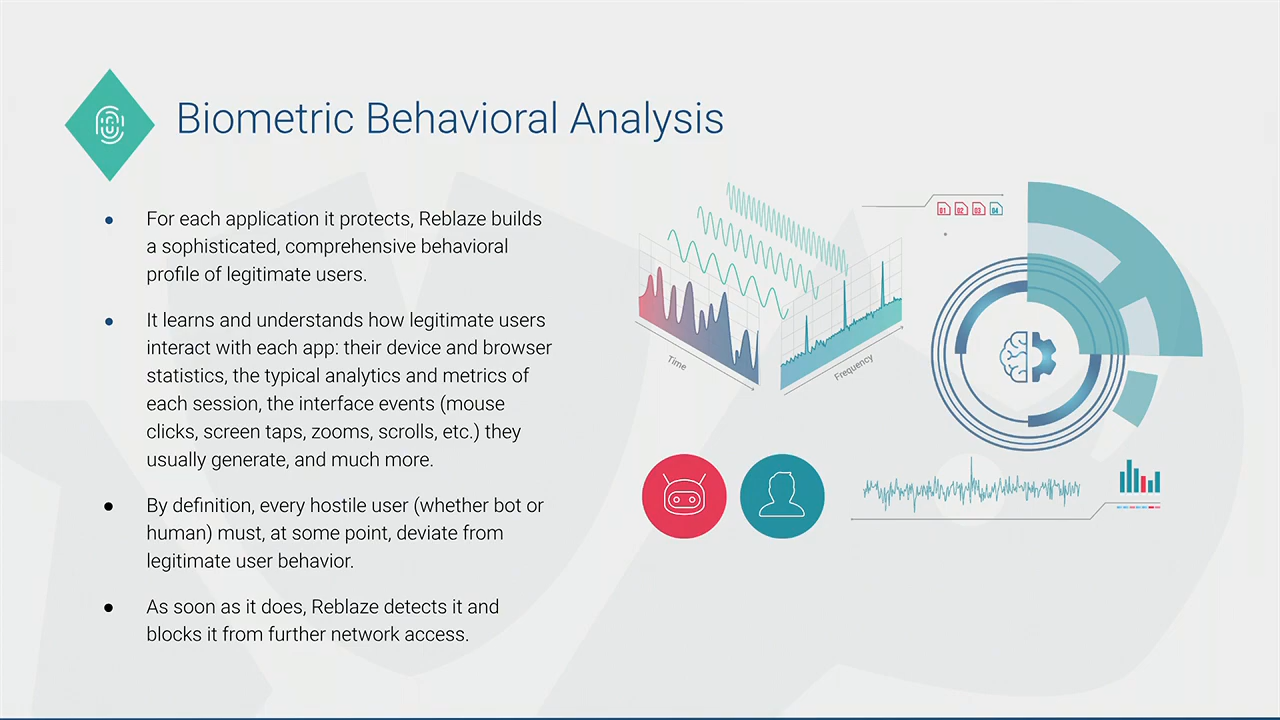 Biometric Behavioral Analysis
• For each application it protects, Reblaze builds
a sophisticated, comprehensive behavioral
profile of legitimate users.
• It learns and understands how legitimate users
interact with each app: their device and browser
statistics, the typical analytics and metrics of
each session, the interface events (mouse
clicks, screen taps, zooms, scrolls, etc.) they
usually generate, and much more.
• By definition, every hostile user (whether bot or
human) must, at some point, deviate from
legitimate user behavior.
• As soon as it does, Reblaze detects it and
blocks it from further network access.
01 02 03 04
Time
Frequency